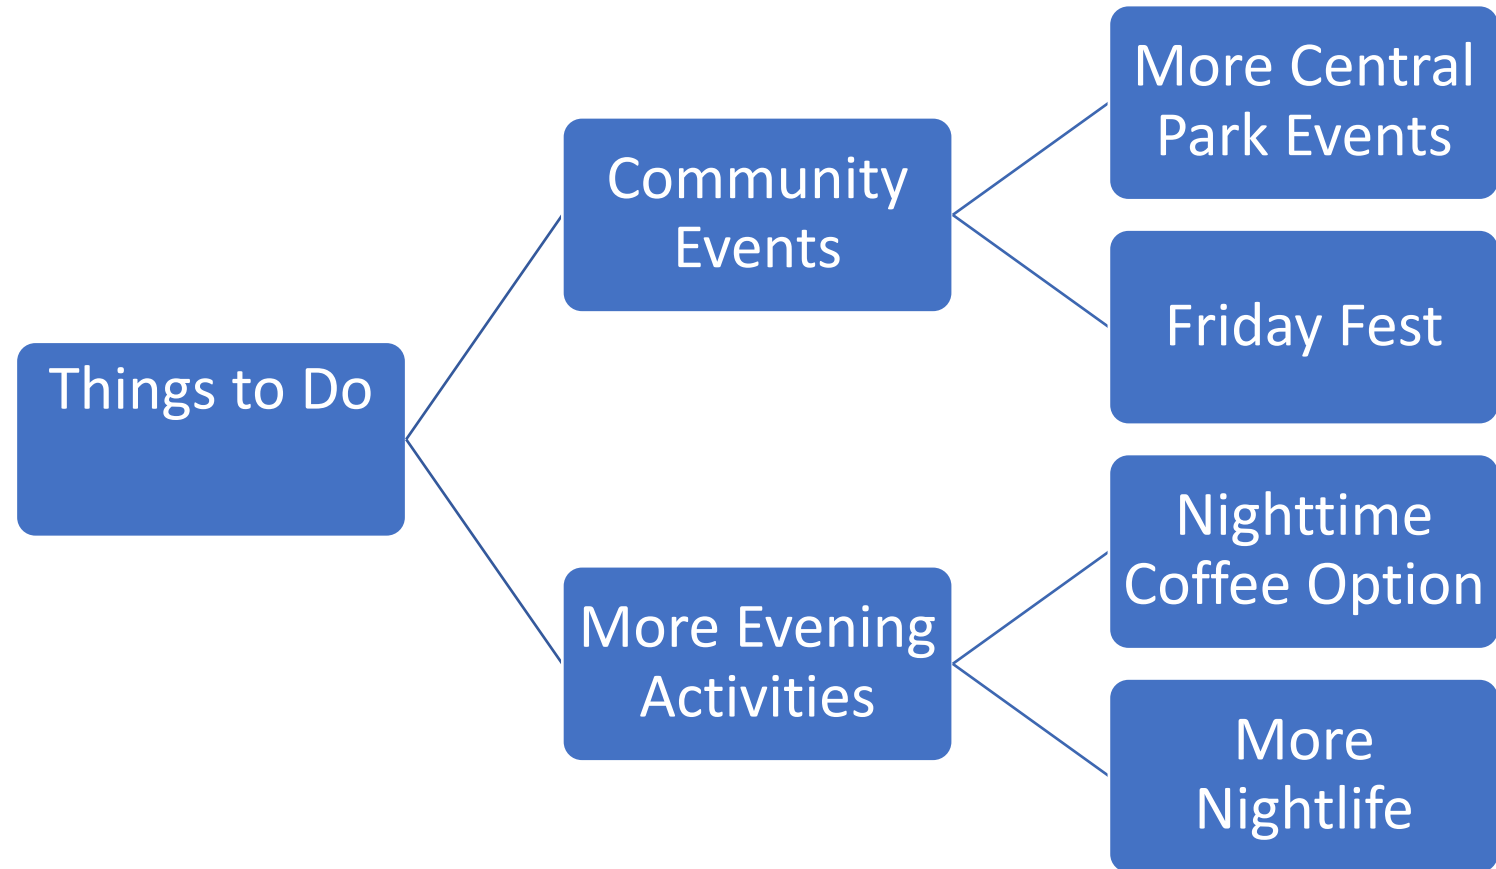 Things to Do
Community
Events
More Central
Park Events
Friday Fest
More Evening
Activities
Nighttime
Coffee Option
More
Nightlife